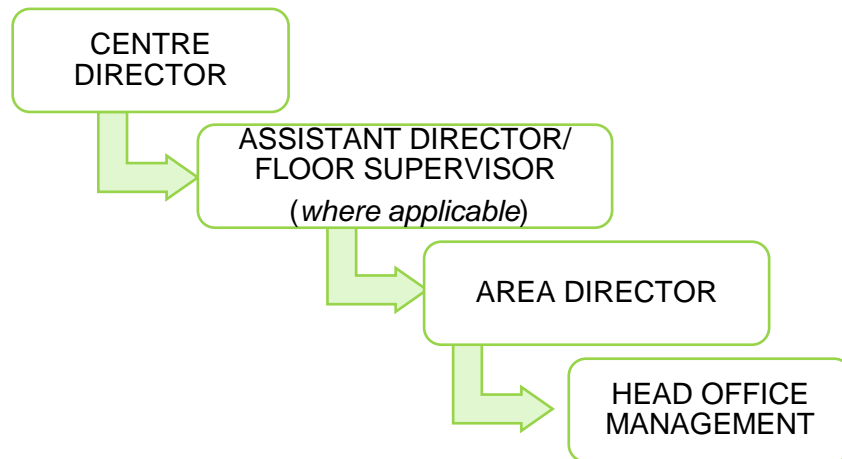 CENTRE
DIRECTOR
ASSISTANT DIRECTOR/
FLOOR SUPERVISOR
(where applicable)
AREA DIRECTOR
HEAD OFFICE
MANAGEMENT